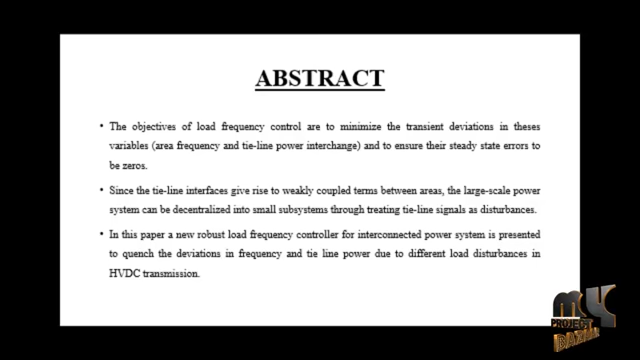 ABSTRACT
• The objectives of load frequency control are to minimize the transient deviations in theses
variables (area frequency and tie-line power interchange) and to ensure their steady state errors to
be zeros.
• Since the tie-line interfaces give rise to weakly coupled terms between areas, the large-scale power
system can be decentralized into small subsystems through treating tie-line signals as disturbances.
• In this paper a new robust load frequency controller for interconnected power system is presented
to quench the deviations in frequency and tie line power due to different load disturbances in
HVDC transmission.
MY
PROJECT
BAZAAR